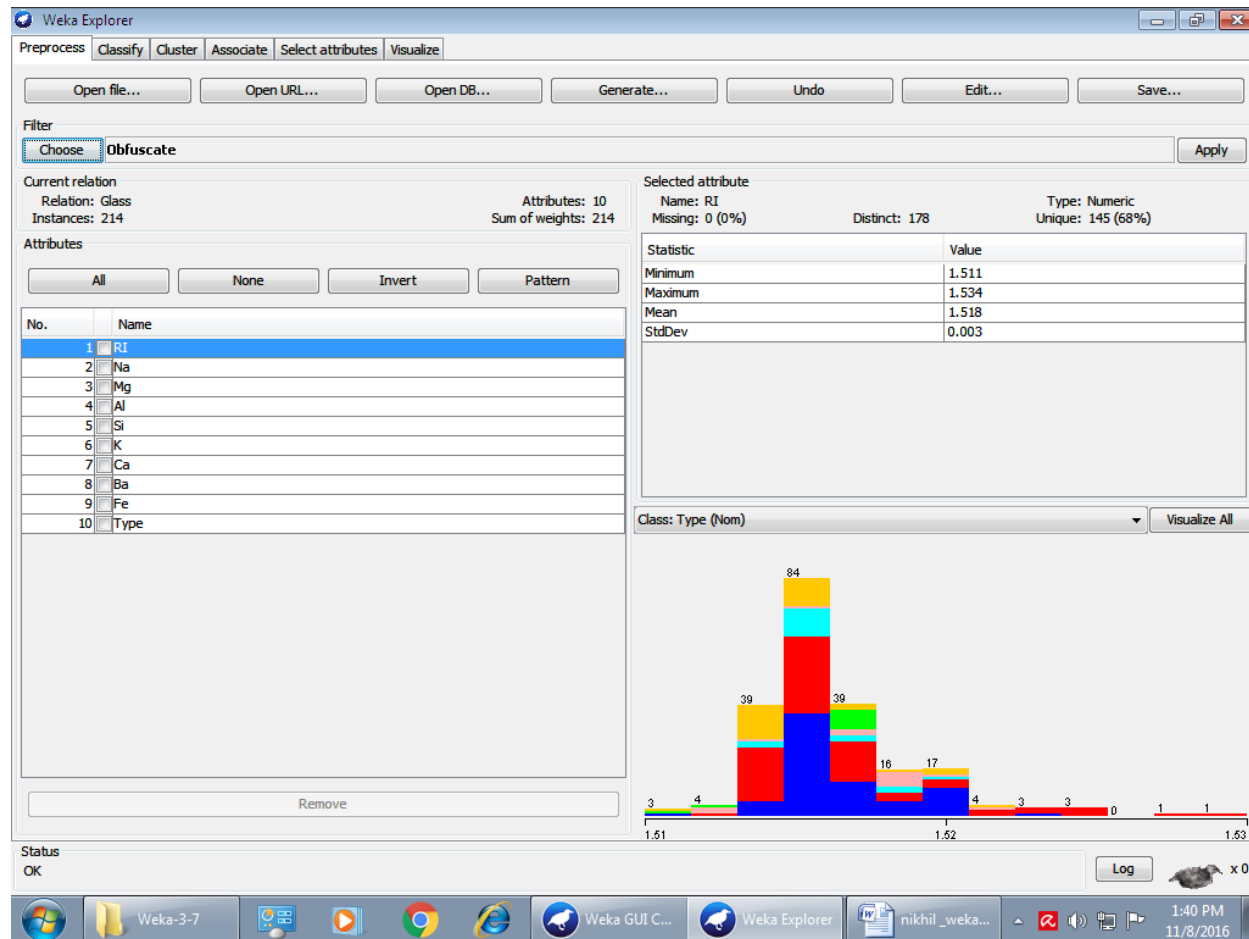 Weka Explorer
Preprocess Classify Cluster Associate Select attributes Visualize
Open file... Open URL... Open DB... Generate... Undo Edit... Save...
Filter
Choose Obfuscate Apply
Current relation
Relation: Glass Attributes: 10
Instances: 214 Sum of weights: 214
Attributes
All None Invert Pattern
No. Name
1 RI
2 Na
3 Mg
4 Al
5 Si
6 K
7 Ca
8 Ba
9 Fe
10 Type
Remove
Selected attribute
Name: RI Type: Numeric
Missing: 0 (0%) Distinct: 178 Unique: 145 (68%)
Statistic Value
Minimum 1.511
Maximum 1.534
Mean 1.518
StdDev 0.003
Class: Type (Nom) Visualize All
84
39 39
16 17
3 4 4 3 3 0 1 1
1.51 1.52 1.53
Status
OK Log x 0
Weka-3-7 Weka GUI C... Weka Explorer nikhil _weka... 1:40 PM
11/8/2016